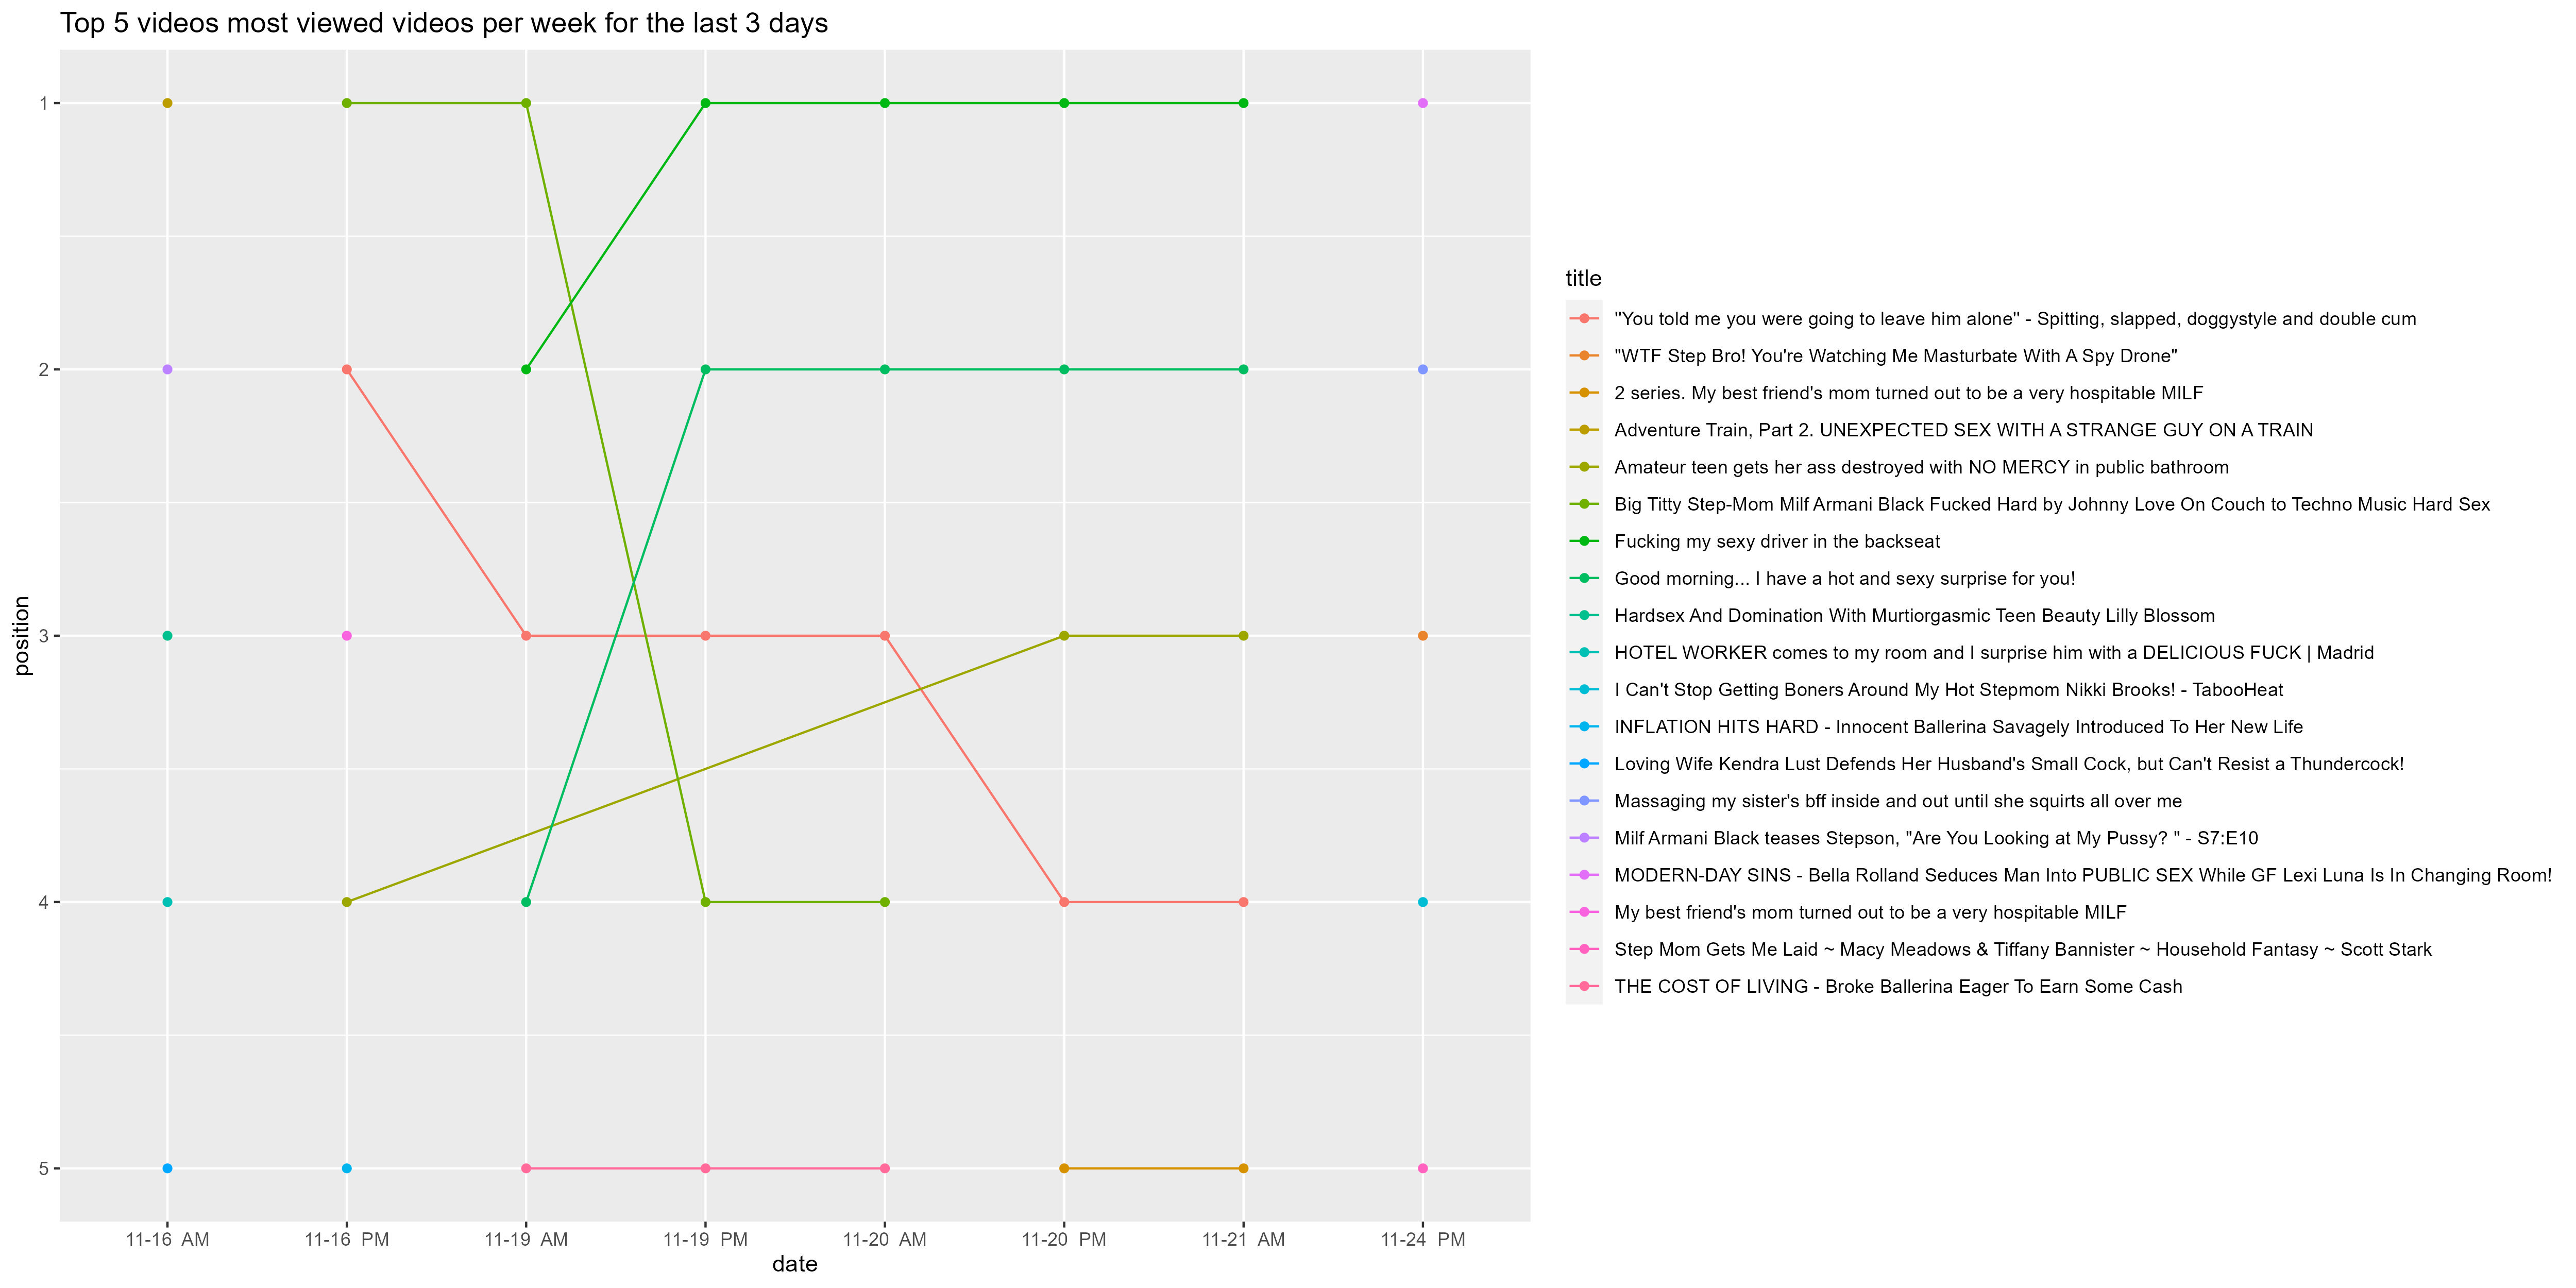 Top 5 videos most viewed videos per week for the last 3 days
position
1
2
3
4
5
11-16 AM
11-16 PM
11-19 AM
11-19 PM
11-20 AM
11-20 PM
11-21 AM
11-24 PM
date
title
"You told me you were going to leave him alone" - Spitting, slapped, doggystyle and double cum
"WTF Step Bro! You're Watching Me Masturbate With A Spy Drone"
2 series. My best friend's mom turned out to be a very hospitable MILF
Adventure Train, Part 2. UNEXPECTED SEX WITH A STRANGE GUY ON A TRAIN
Amateur teen gets her ass destroyed with NO MERCY in public bathroom
Big Titty Step-Mom Milf Armani Black Fucked Hard by Johnny Love On Couch to Techno Music Hard Sex
Fucking my sexy driver in the backseat
Good morning... I have a hot and sexy surprise for you!
Hardsex And Domination With Murtiorgasmic Teen Beauty Lilly Blossom
HOTEL WORKER comes to my room and I surprise him with a DELICIOUS FUCK | Madrid
I Can't Stop Getting Boners Around My Hot Stepmom Nikki Brooks! - TabooHeat
INFLATION HITS HARD - Innocent Ballerina Savagely Introduced To Her New Life
Loving Wife Kendra Lust Defends Her Husband's Small Cock, but Can't Resist a Thundercock!
Massaging my sister's bff inside and out until she squirts all over me
Milf Armani Black teases Stepson, "Are You Looking at My Pussy? " - S7:E10
MODERN-DAY SINS - Bella Rolland Seduces Man Into PUBLIC SEX While GF Lexi Luna Is In Changing Room!
My best friend's mom turned out to be a very hospitable MILF
Step Mom Gets Me Laid ~ Macy Meadows & Tiffany Bannister ~ Household Fantasy ~ Scott Stark
THE COST OF LIVING - Broke Ballerina Eager To Earn Some Cash